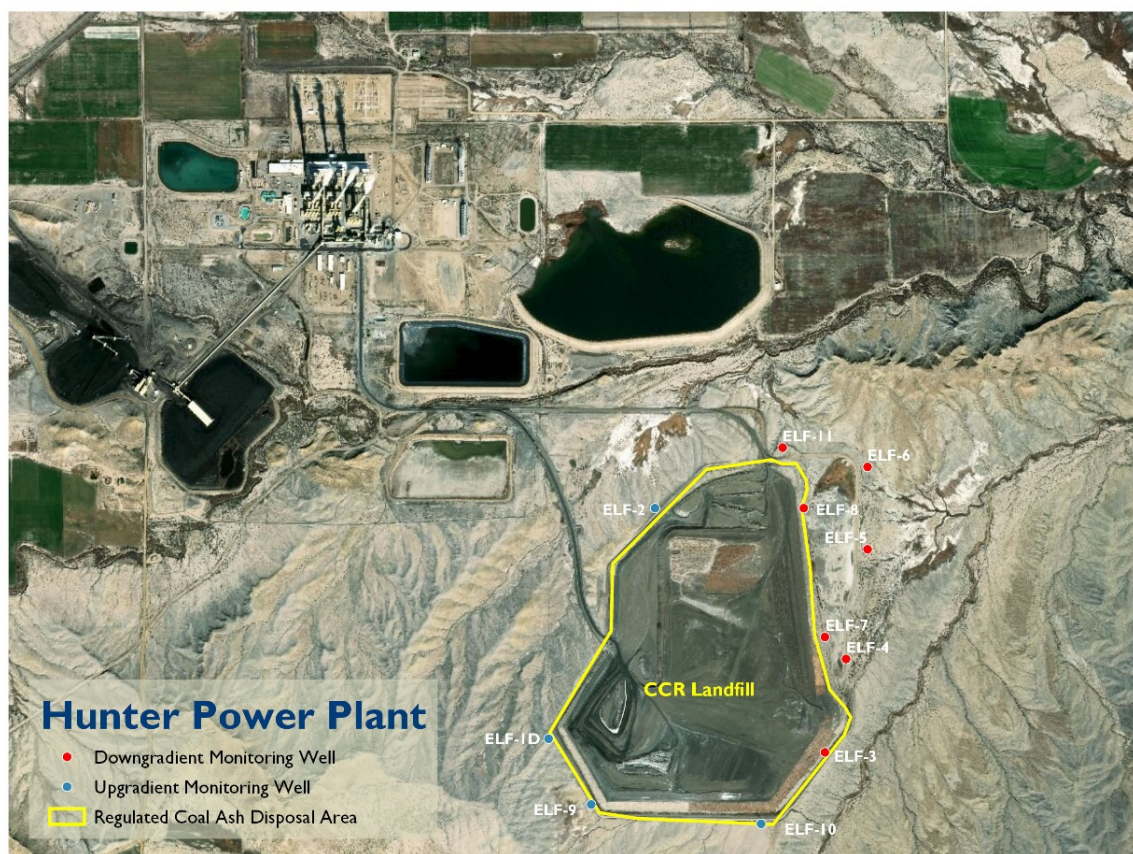 ELF-11
ELF-6
ELF-2
ELF-8
ELF-5
ELF-7
ELF-4
CCR Landfill
Hunter Power Plant
ELF-1D
ELF-3
Downgradient Monitoring Well
Upgradient Monitoring Well
ELF-9
Regulated Coal Ash Disposal Area
ELF-10